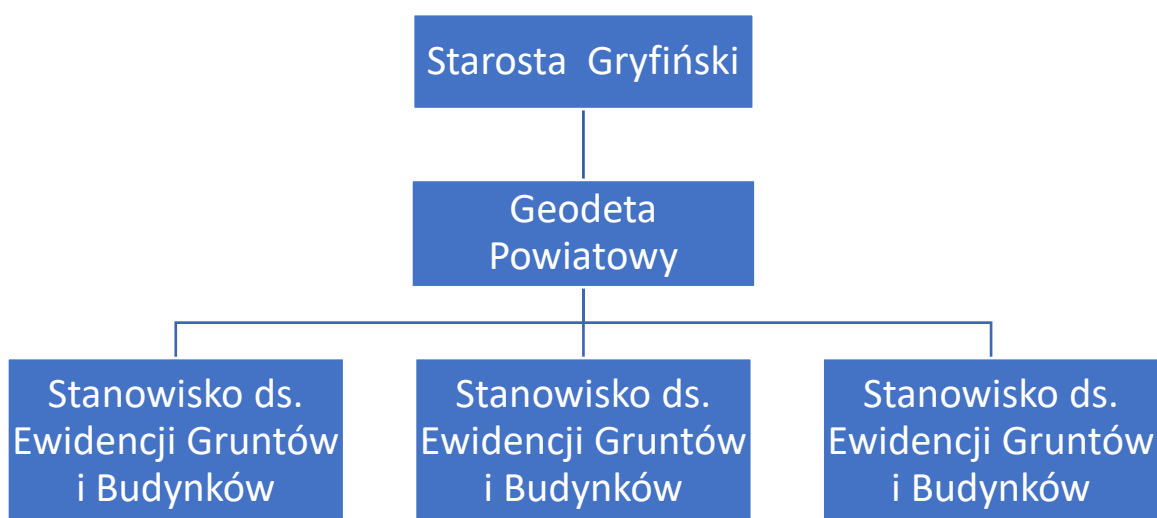 Starosta  Gryfiński
Geodeta
Powiatowy
Stanowisko ds.
Ewidencji Gruntów
i Budynków
Stanowisko ds.
Ewidencji Gruntów
i Budynków
Stanowisko ds.
Ewidencji Gruntów
i Budynków